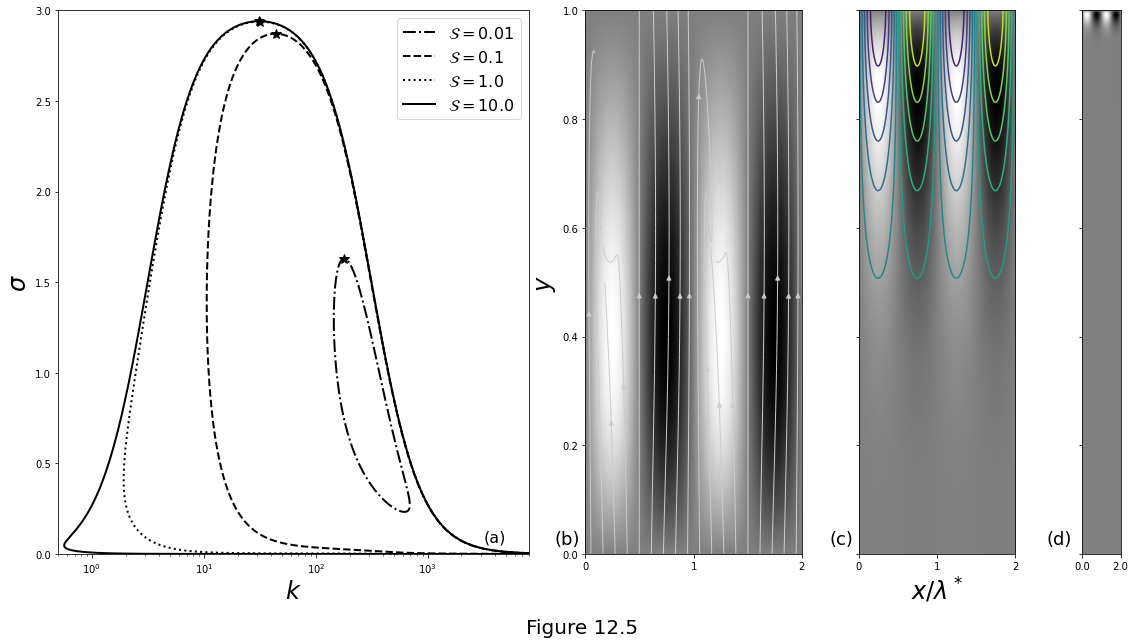 3.0
2.5
2.0
1.5
1.0
0.5
0.0
σ
10⁰ 10¹ 10² 10³
k
𝒮 = 0.01
𝒮 = 0.1
𝒮 = 1.0
𝒮 = 10.0
(a)
1.0
0.8
0.6
0.4
0.2
0.0
y
0 1 2
(b)
0 1 2
(c)
x/λ*
0.0 2.0
(d)
Figure 12.5